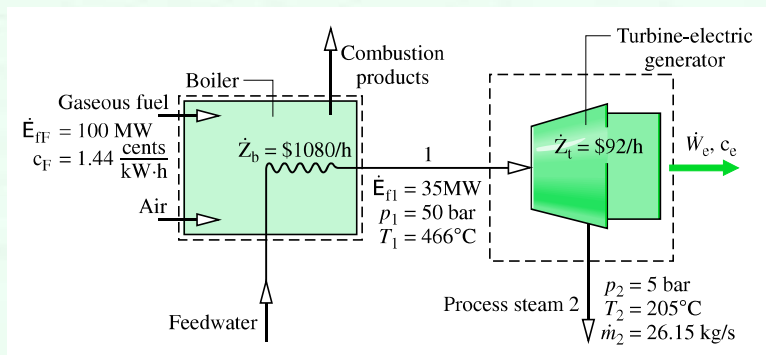 Turbine-electric
generator
Combustion
products
Boiler
Gaseous fuel
Ė_fF = 100 MW
c_F = 1.44 cents/kW·h
Ż_b = $1080/h
Ż_t = $92/h
Ẇ_e, c_e
1
Air
Ė_f1 = 35MW
p_1 = 50 bar
T_1 = 466°C
Process steam 2
p_2 = 5 bar
T_2 = 205°C
ṁ_2 = 26.15 kg/s
Feedwater